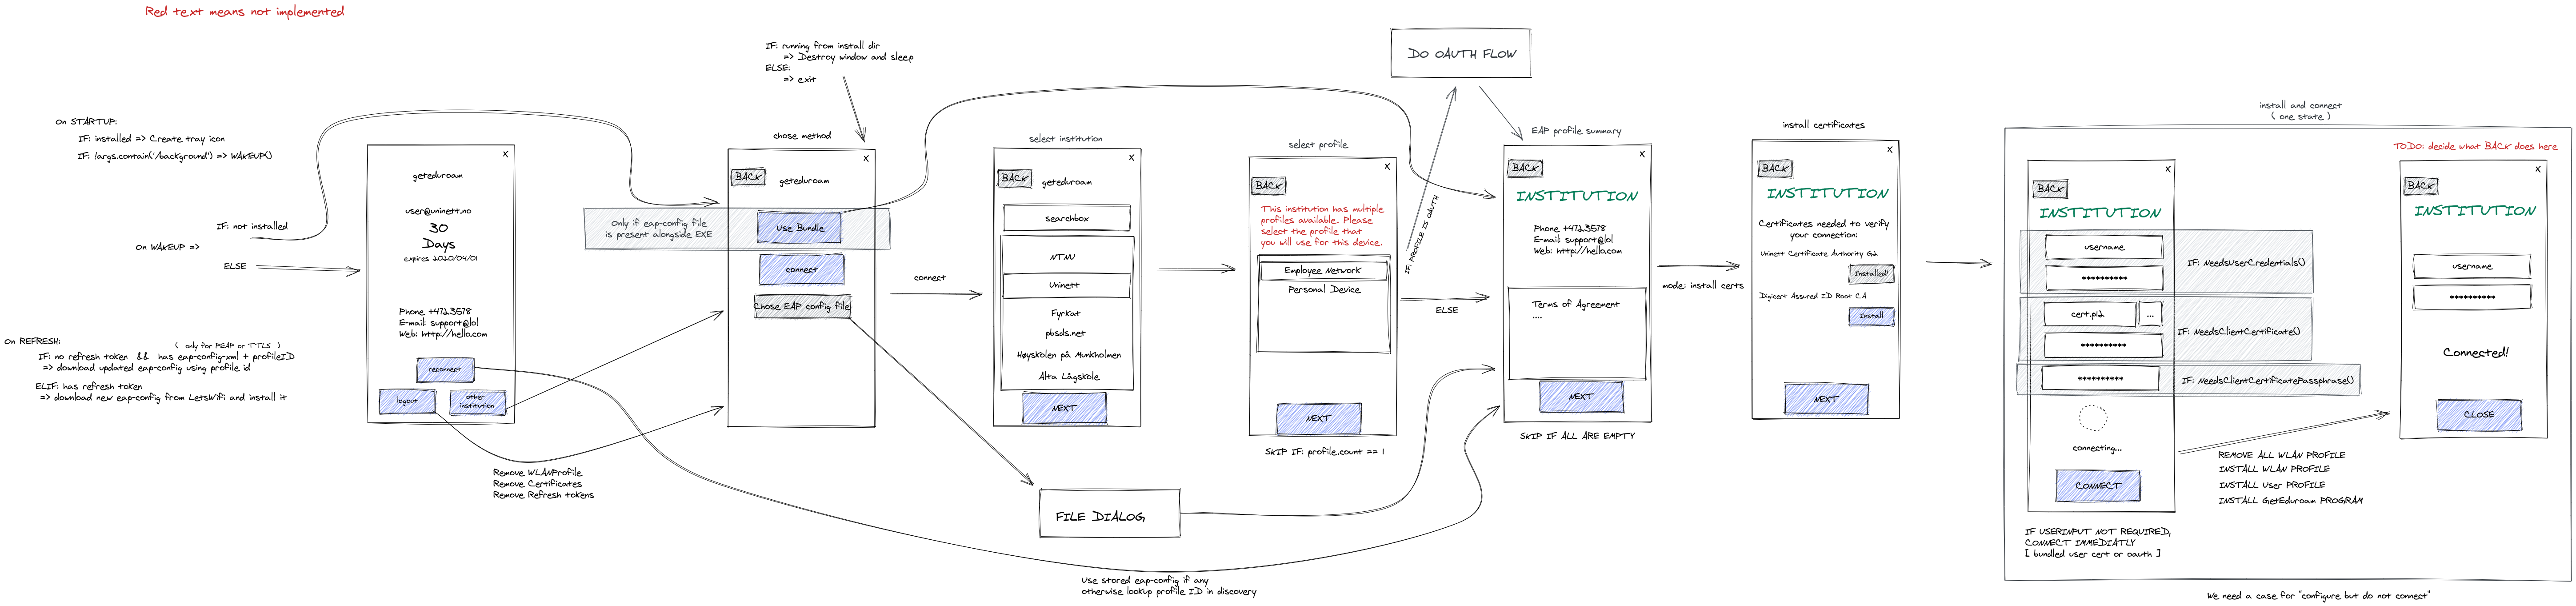 Red text means not implemented
On STARTUP:
IF: installed => Create tray icon
IF: !args.contain('/background') => WAKEUP()
IF: not installed
On WAKEUP =>
ELSE
On REFRESH:
( only for PEAP or TTLS )
IF: no refresh token && has eap-config-xml + profileID
=> download updated eap-config using profile id
ELIF: has refresh token
=> download new eap-config from LetsWifi and install it
X
geteduroam
user@uninett.no
30
Days
expires 2020/04/01
Phone +472.3578
E-mail: support@lol
Web: http://hello.com
reconnect
logout
other
institution
Remove WLANProfile
Remove Certificates
Remove Refresh tokens
IF: running from install dir
=> Destroy window and sleep
ELSE:
=> exit
chose method
X
BACK
geteduroam
Only if eap-config file
is present alongside EXE
Use Bundle
connect
Chose EAP config file
connect
select institution
X
BACK
geteduroam
searchbox
NTNU
Uninett
Fyrkat
pbsds.net
Høyskolen på Munkholmen
Alta Lågskole
NEXT
FILE DIALOG
Use stored eap-config if any
otherwise lookup profile ID in discovery
select profile
X
BACK
This institution has multiple
profiles available. Please
select the profile that
you will use for this device.
Employee Network
Personal Device
NEXT
SKIP IF: profile.count == 1
IF: PROFILE IS OAUTH
ELSE
DO OAUTH FLOW
EAP profile summary
X
BACK
INSTITUTION
Phone +472.3578
E-mail: support@lol
Web: http://hello.com
Terms of Agreement
....
NEXT
SKIP IF ALL ARE EMPTY
mode: install certs
install certificates
X
BACK
INSTITUTION
Certificates needed to verify
your connection:
Uninett Certificate Authority G2
Installed!
Digicert Assured ID Root CA
Install
NEXT
install and connect
( one state )
X
BACK
INSTITUTION
username
**********
IF: NeedsUserCredentials()
cert.p12
...
**********
IF: NeedsClientCertificate()
**********
IF: NeedsClientCertificatePassphrase()
connecting...
CONNECT
IF USERINPUT NOT REQUIRED,
CONNECT IMMEDIATLY
[ bundled user cert or oauth ]
REMOVE ALL WLAN PROFILE
INSTALL WLAN PROFILE
INSTALL User PROFILE
INSTALL GetEduroam PROGRAM
TODO: decide what BACK does here
X
BACK
INSTITUTION
username
**********
Connected!
CLOSE
We need a case for "configure but do not connect"